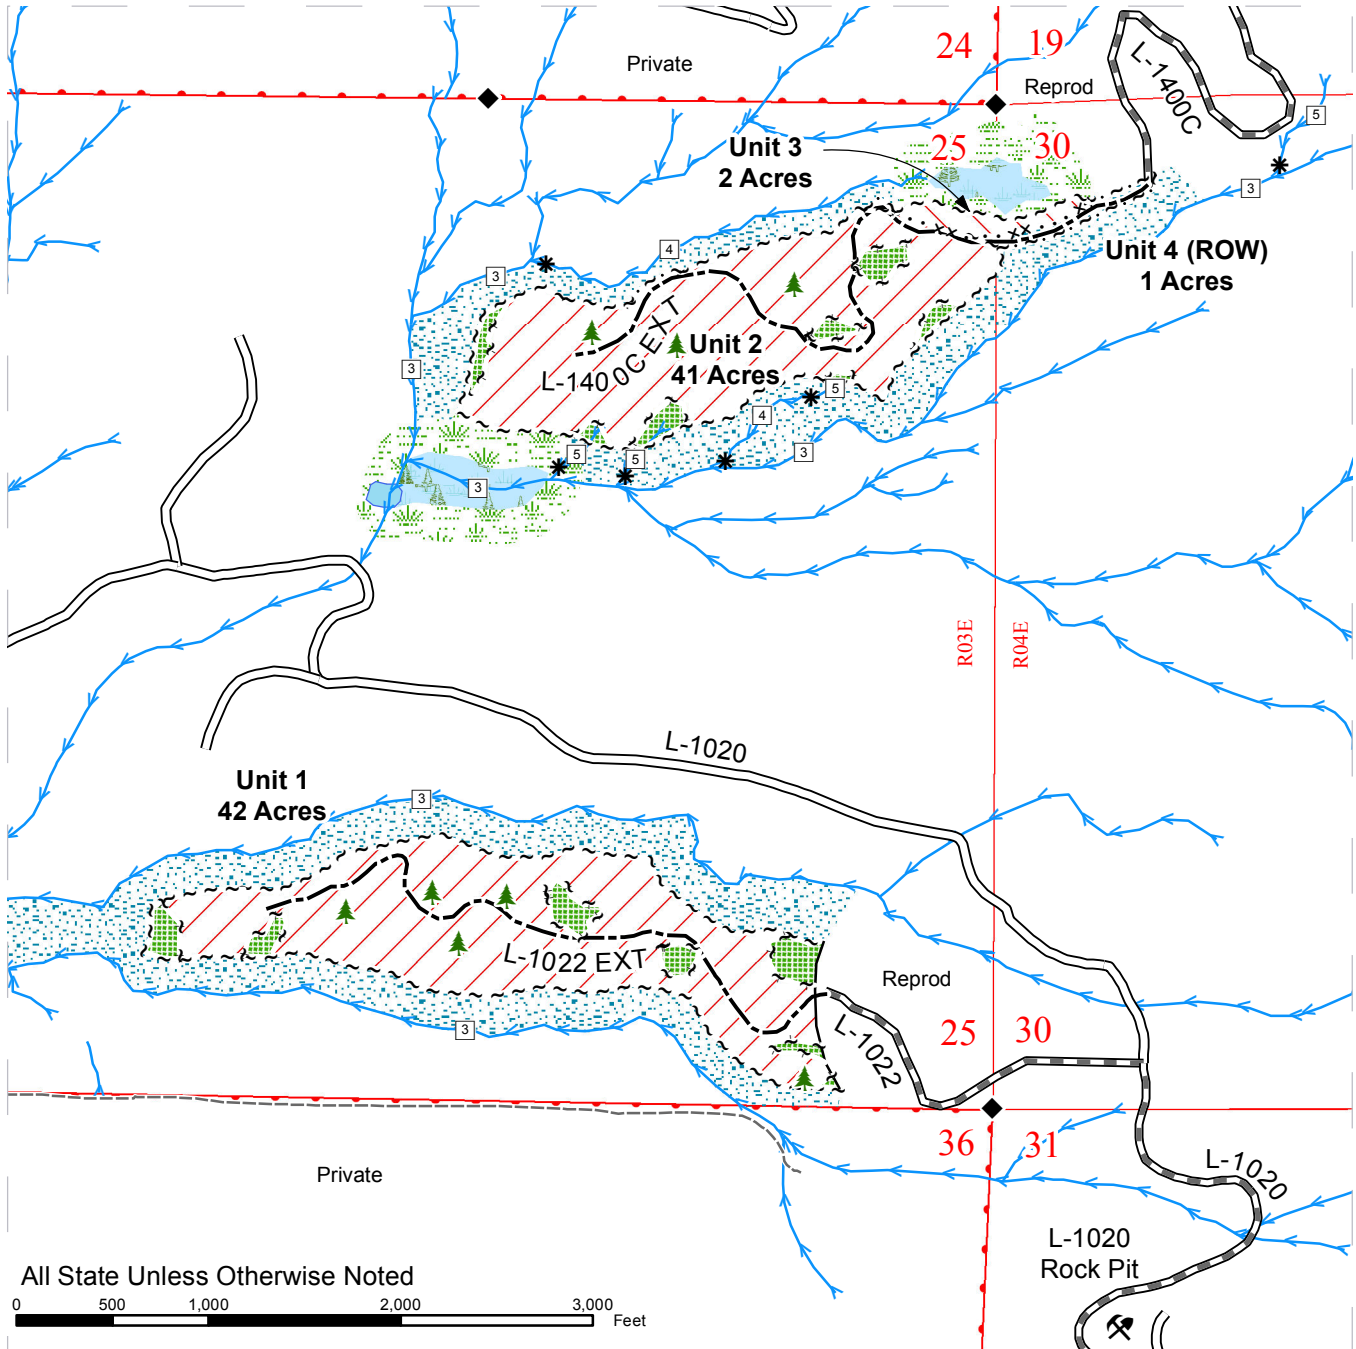 24 19
Private
Reprod
L-1400C
5
Unit 3
2 Acres
25 30
3
Unit 4 (ROW)
1 Acres
4
3
3
L-1400C EXT
Unit 2
41 Acres
5
4
3
5
5
3
R03E
R04E
L-1020
Unit 1
42 Acres
3
L-1022 EXT
Reprod
L-1022
25 30
3
36 31
Private
L-1020
L-1020
Rock Pit
All State Unless Otherwise Noted
0 500 1,000 2,000 3,000
Feet